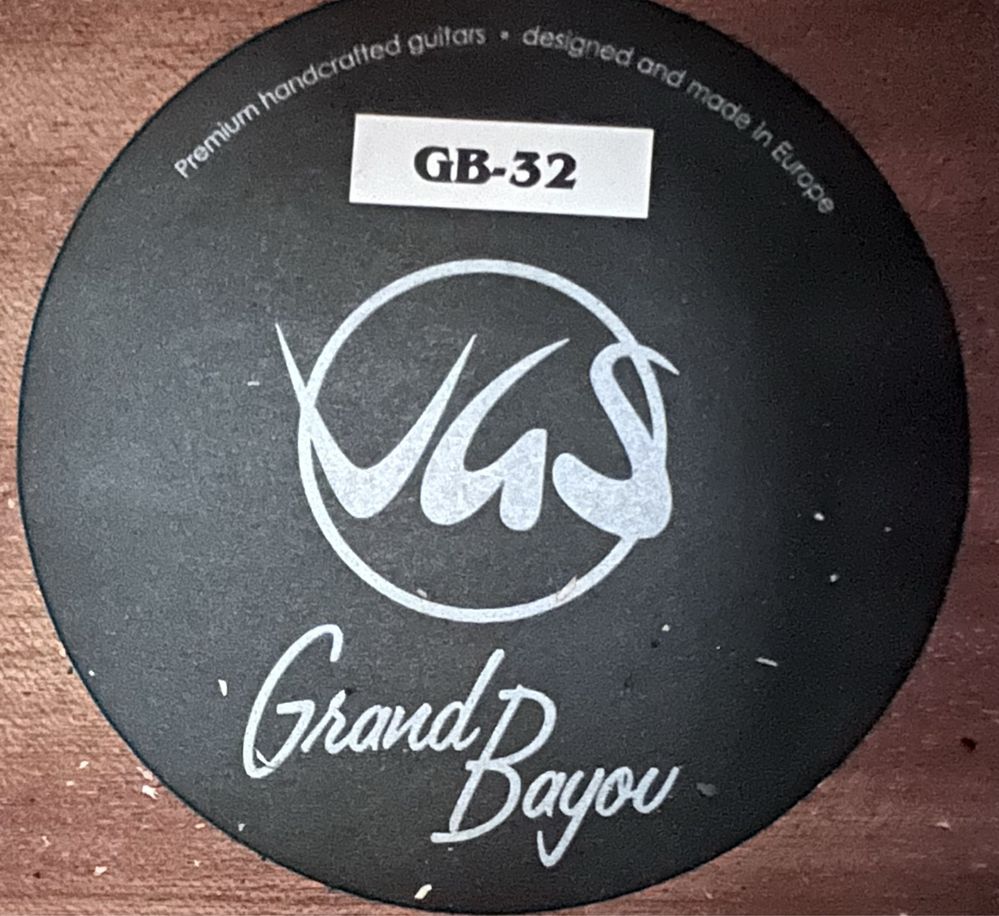 Premium handcrafted guitars • designed and made in Europe
GB-32
VGS
Grand
Bayou